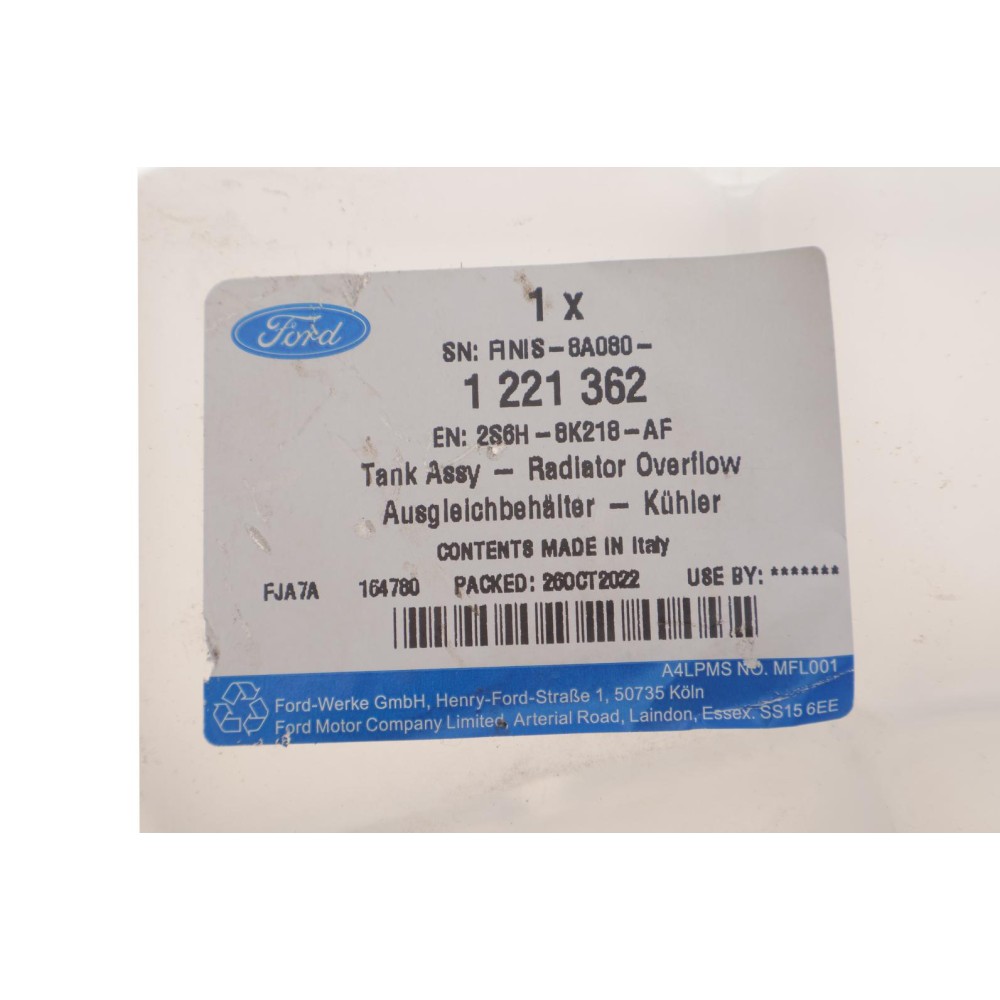 Ford
1 x
SN: FINIS-8A080-
1 221 362
EN: 2S6H-8K218-AF
Tank Assy - Radiator Overflow
Ausgleichbehälter - Kühler
CONTENTS MADE IN Italy
FJA7A 164780 PACKED: 26OCT2022 USE BY: *******
A4LPMS NO. MFL001
Ford-Werke GmbH, Henry-Ford-Straße 1, 50735 Köln
Ford Motor Company Limited, Arterial Road, Laindon, Essex. SS15 6EE